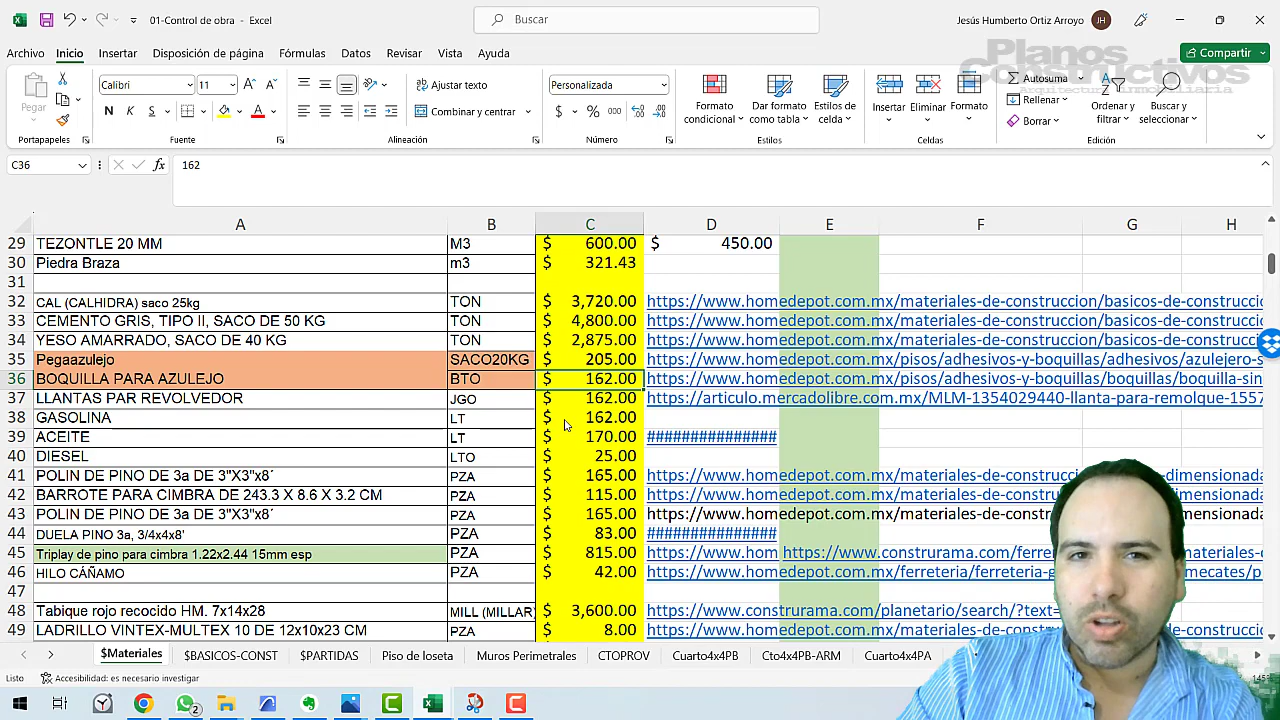 01-Control de obra - Excel
Buscar
Jesús Humberto Ortiz Arroyo
JH
Planos
Constructivos
Arquitectura Inmobiliaria
Archivo Inicio Insertar Disposición de página Fórmulas Datos Revisar Vista Ayuda
Compartir
Pegar
Calibri 11
N K S
Ajustar texto
Combinar y centrar
Personalizada
$ % 000
Formato condicional
Dar formato como tabla
Estilos de celda
Insertar Eliminar Formato
Autosuma
Rellenar
Borrar
Ordenar y filtrar
Buscar y seleccionar
Portapapeles Fuente Alineación Número Estilos Celdas Edición
C36 fx 162
A B C D E F G H
29 TEZONTLE 20 MM M3 $ 600.00 $ 450.00
30 Piedra Braza m3 $ 321.43
31
32 CAL (CALHIDRA) saco 25kg TON $ 3,720.00 https://www.homedepot.com.mx/materiales-de-construccion/basicos-de-construcci
33 CEMENTO GRIS, TIPO II, SACO DE 50 KG TON $ 4,800.00 https://www.homedepot.com.mx/materiales-de-construccion/basicos-de-construcci
34 YESO AMARRADO, SACO DE 40 KG TON $ 2,875.00 https://www.homedepot.com.mx/materiales-de-construccion/basicos-de-constru
35 Pegaazulejo SACO20KG $ 205.00 https://www.homedepot.com.mx/pisos/adhesivos-y-boquillas/adhesivos/azulejero-s
36 BOQUILLA PARA AZULEJO BTO $ 162.00 https://www.homedepot.com.mx/pisos/adhesivos-y-boquillas/boquillas/boquilla-sin
37 LLANTAS PAR REVOLVEDOR JGO $ 162.00 https://articulo.mercadolibre.com.mx/MLM-1354029440-llanta-para-remolque-1557
38 GASOLINA LT $ 162.00
39 ACEITE LT $ 170.00 ###############
40 DIESEL LTO $ 25.00
41 POLIN DE PINO DE 3a DE 3"X3"x8´ PZA $ 165.00 https://www.homedepot.com.mx/materiales-de-construccion/ -dimensionada
42 BARROTE PARA CIMBRA DE 243.3 X 8.6 X 3.2 CM PZA $ 115.00 https://www.homedepot.com.mx/materiales-de-construccion/ mensionada
43 POLIN DE PINO DE 3a DE 3"X3"x8´ PZA $ 165.00 https://www.homedepot.com.mx/materiales-de-construccion mensionada
44 DUELA PINO 3a, 3/4x4x8' PZA $ 83.00 ###############
45 Triplay de pino para cimbra 1.22x2.44 15mm esp PZA $ 815.00 https://www.homedepot.com https://www.construrama.com/ferre materiales-c
46 HILO CÁÑAMO PZA $ 42.00 https://www.homedepot.com.mx/ferreteria/ferreteria-g mecates/p
47
48 Tabique rojo recocido HM. 7x14x28 MILL (MILLAR) $ 3,600.00 https://www.construrama.com/planetario/search/?text=
49 LADRILLO VINTEX-MULTEX 10 DE 12x10x23 CM PZA $ 8.00 https://www.homedepot.com.mx/materiales-de-const
$Materiales $BASICOS-CONST $PARTIDAS Piso de loseta Muros Perimetrales CTOPROV Cuarto4x4PB Cto4x4PB-ARM Cuarto4x4PA
Listo Accesibilidad: es necesario investigar
2